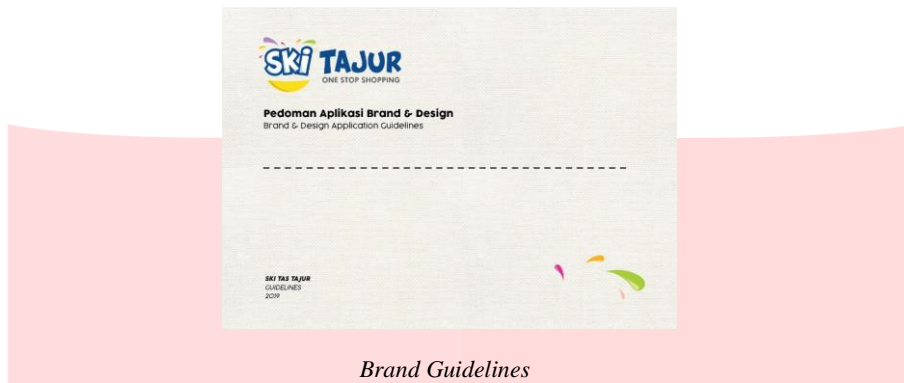 SKi TAJUR
ONE STOP SHOPPING
Pedoman Aplikasi Brand & Design
Brand & Design Application Guidelines
SKI TAS TAJUR
GUIDELINES
2019
Brand Guidelines